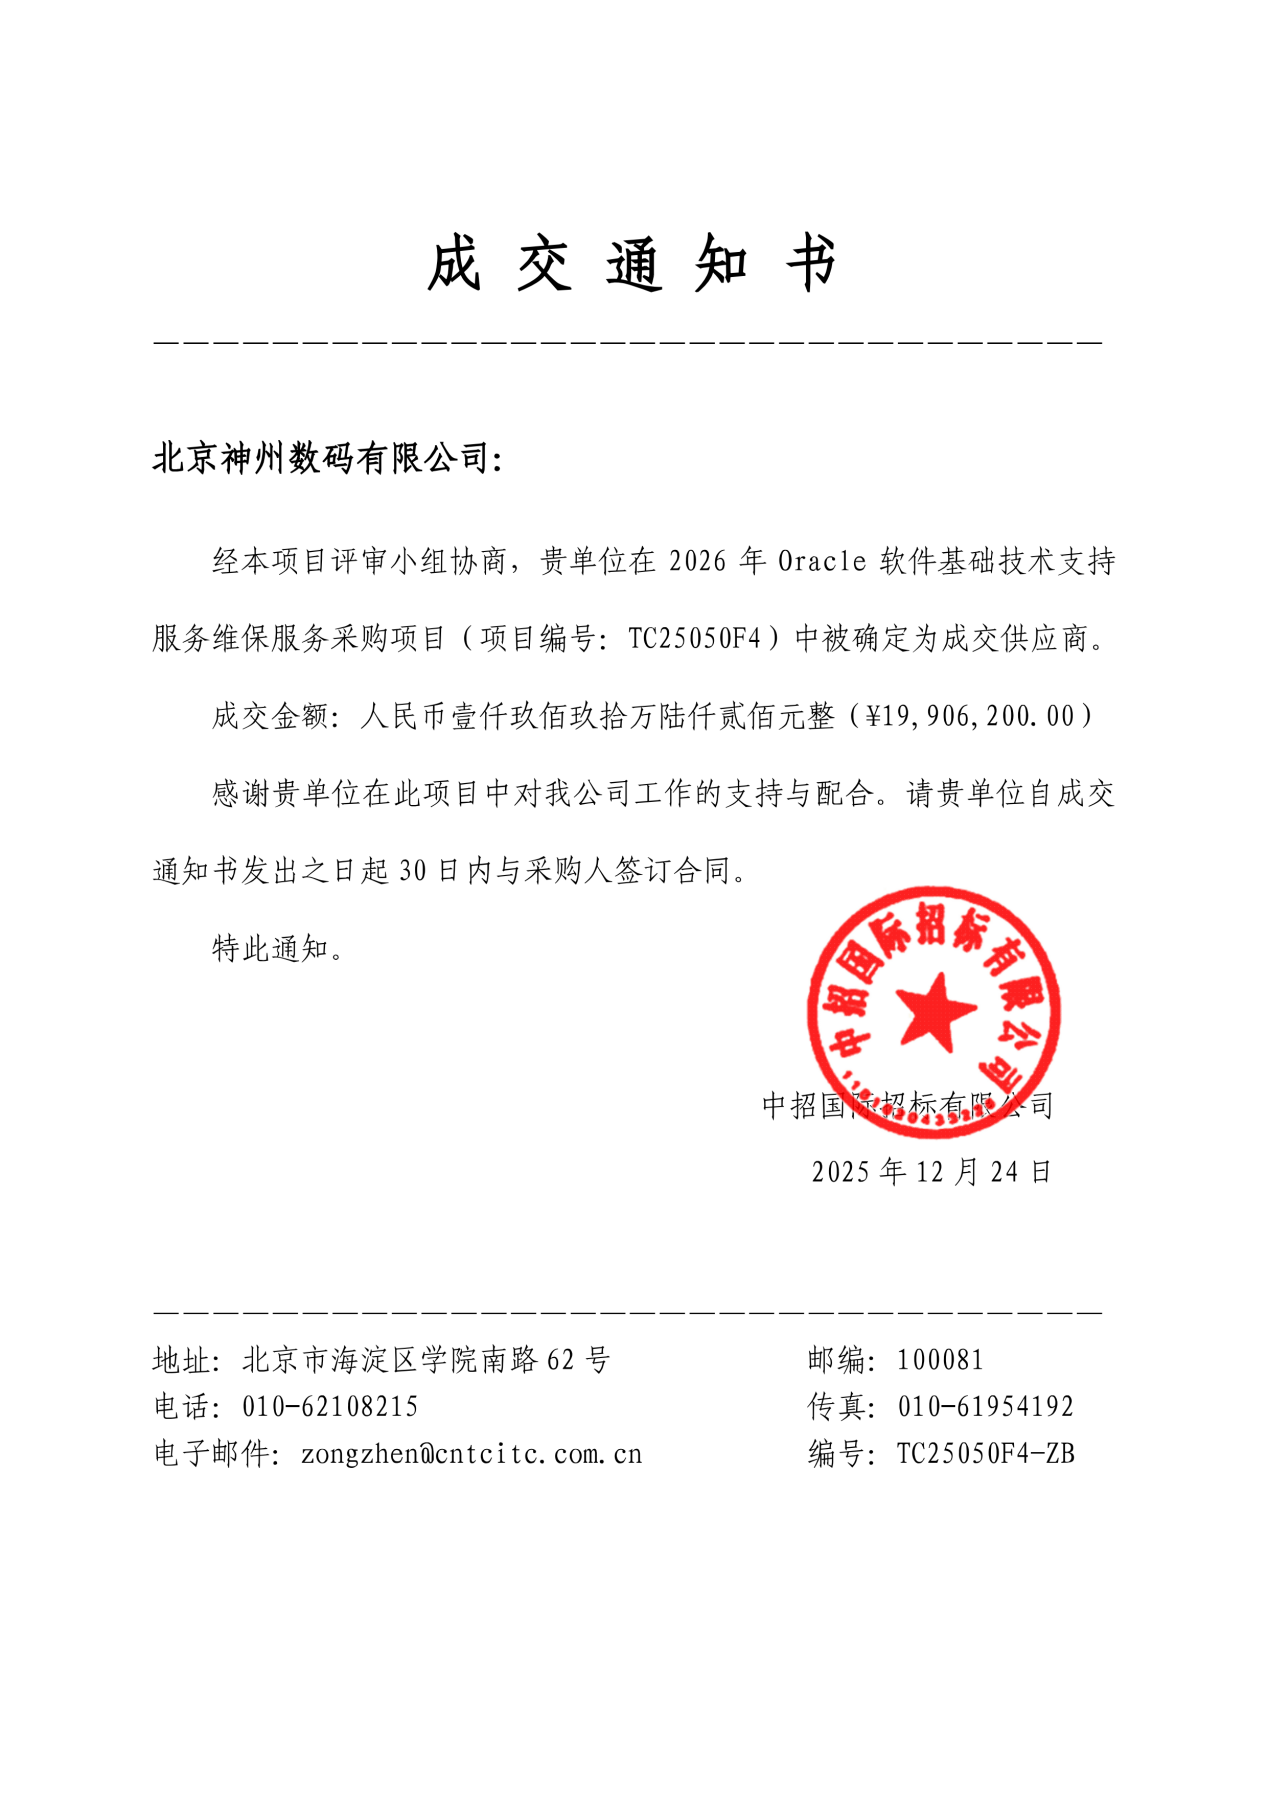 成交通知书
北京神州数码有限公司:
经本项目评审小组协商，贵单位在 2026 年 Oracle 软件基础技术支持
服务维保服务采购项目（项目编号：TC25050F4）中被确定为成交供应商。
成交金额：人民币壹仟玖佰玖拾万陆仟贰佰元整（¥19,906,200.00）
感谢贵单位在此项目中对我公司工作的支持与配合。请贵单位自成交
通知书发出之日起 30 日内与采购人签订合同。
特此通知。
中招国际招标有限公司
中招国际招标有限公司
2025 年 12 月 24 日
地址：北京市海淀区学院南路 62 号
邮编：100081
电话：010-62108215
传真：010-61954192
电子邮件：zongzhen@cntcitc.com.cn
编号：TC25050F4-ZB